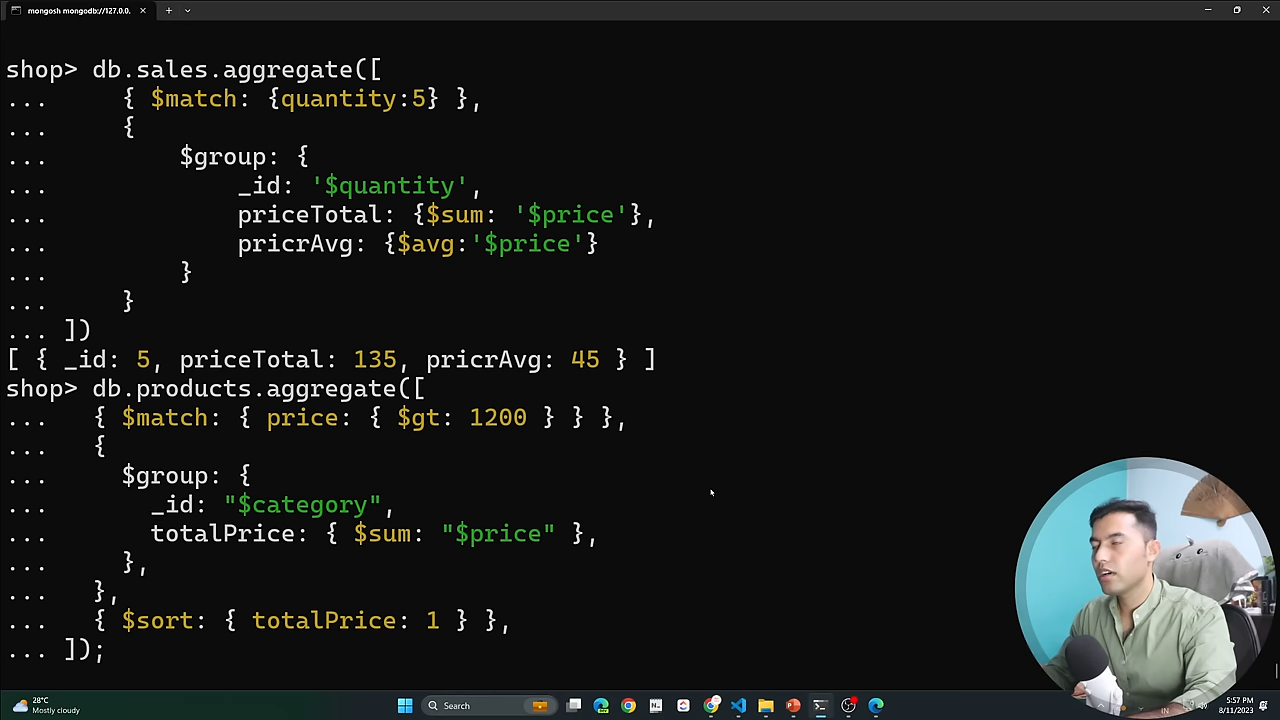 mongosh mongodb://127.0.0.
shop> db.sales.aggregate([
... { $match: {quantity:5} },
... {
... $group: {
... _id: '$quantity',
... priceTotal: {$sum: '$price'},
... pricrAvg: {$avg:'$price'}
... }
... }
... ])
[ { _id: 5, priceTotal: 135, pricrAvg: 45 } ]
shop> db.products.aggregate([
... { $match: { price: { $gt: 1200 } } },
... {
... $group: {
... _id: "$category",
... totalPrice: { $sum: "$price" },
... },
... },
... { $sort: { totalPrice: 1 } },
... ]);
28°C
Mostly cloudy
Search
IN
5:57 PM
8/11/2023